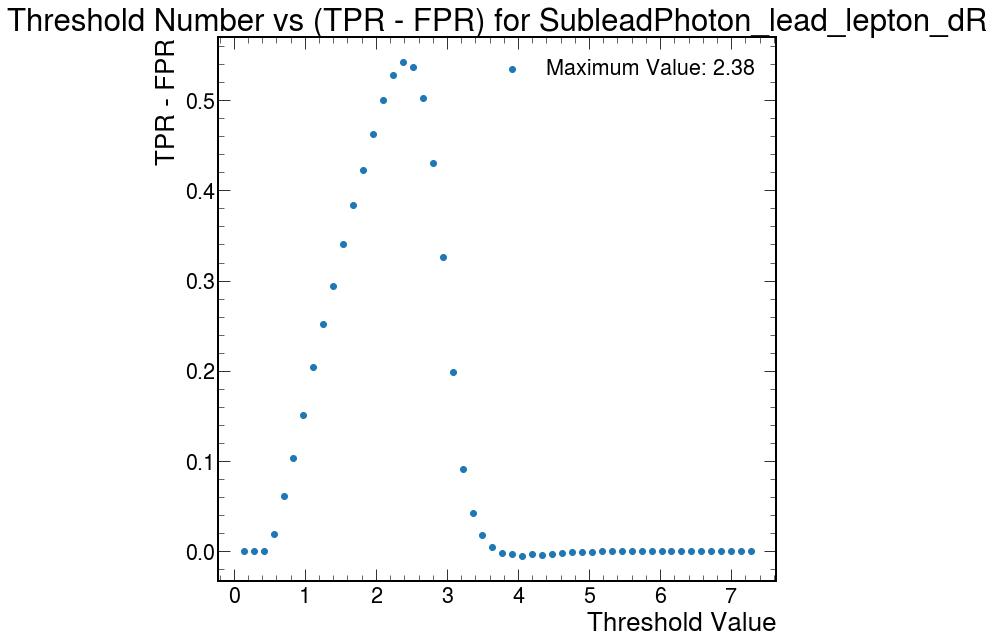 Threshold Number vs (TPR - FPR) for SubleadPhoton_lead_lepton_dR
TPR - FPR
Maximum Value: 2.38
0.5
0.4
0.3
0.2
0.1
0.0
0 1 2 3 4 5 6 7
Threshold Value